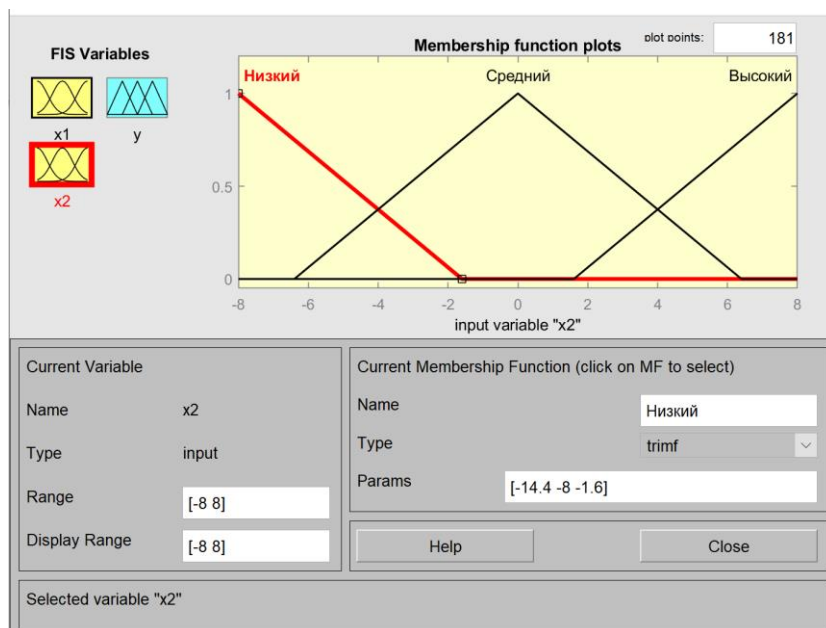 FIS Variables
x1
y
x2
Membership function plots
plot points:
181
Низкий
Средний
Высокий
1
0.5
0
-8
-6
-4
-2
0
2
4
6
8
input variable "x2"
Current Variable
Name
x2
Type
input
Range
[-8 8]
Display Range
[-8 8]
Current Membership Function (click on MF to select)
Name
Низкий
Type
trimf
Params
[-14.4 -8 -1.6]
Help
Close
Selected variable "x2"